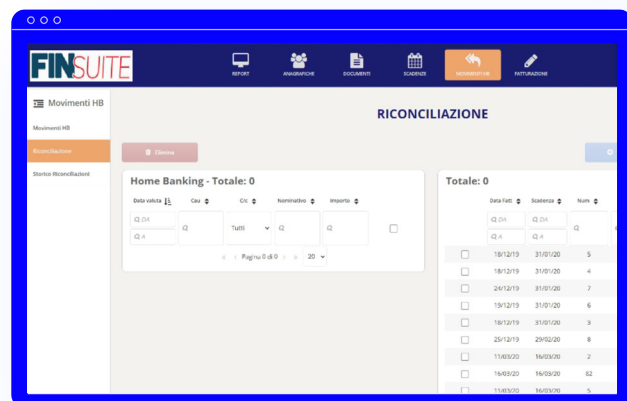 FINSUITE
REPORT ANAGRAFICHE DOCUMENTI SCADENZE MOVIMENTI HB FATTURAZIONE
Movimenti HB
Movimenti HB
Riconciliazione
Storico Riconciliazioni
RICONCILIAZIONE
Elimina
Home Banking - Totale: 0
Data valuta Cau C/c Nominativo Importo
DA
A
Tutti
Pagina 0 di 0 20
Totale: 0
Data Fatt Scadenza Num
DA DA
A A
18/12/19 31/01/20 5
18/12/19 31/01/20 4
24/12/19 31/01/20 7
19/12/19 31/01/20 6
18/12/19 31/01/20 3
25/12/19 29/02/20 8
11/03/20 16/03/20 2
16/03/20 16/03/20 82
11/03/20 16/03/20 5